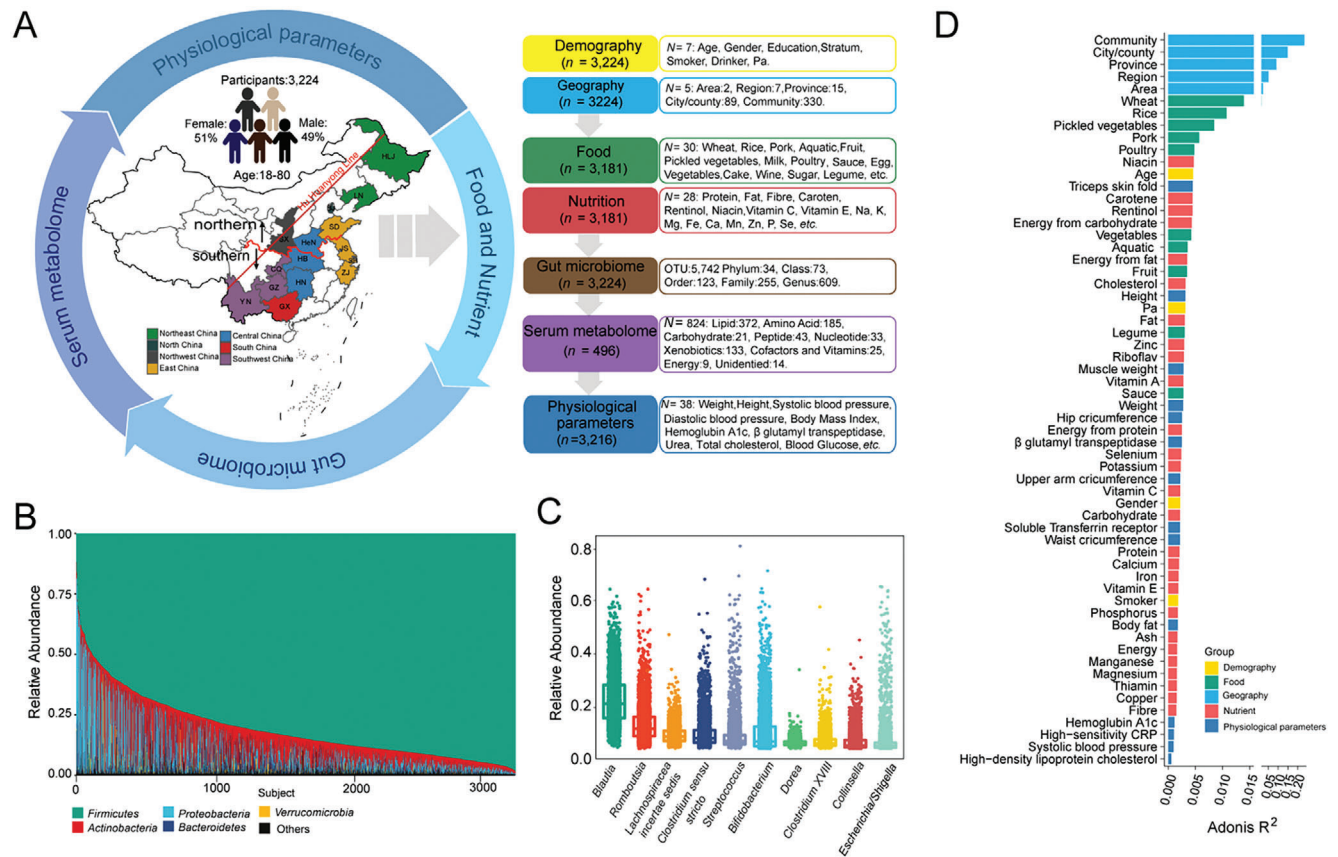 A
Physiological parameters
Food and Nutrient
Gut microbiome
Serum metabolome
Participants:3,224
Female:
51%
Male:
49%
Age:18-80
Hu Huanyong Line
northern
southern
HLJ
LN
SD
HeN
JS
HB
CQ
ZJ
GZ
HN
YN
GX
Northeast China
North China
Northwest China
East China
Central China
South China
Southwest China
Demography
(n = 3,224)
N= 7: Age, Gender, Education,Stratum,
Smoker, Drinker, Pa.
Geography
(n = 3224)
N= 5: Area:2, Region:7,Province:15,
City/county:89, Community:330.
Food
(n = 3,181)
N= 30: Wheat, Rice, Pork, Aquatic,Fruit,
Pickled vegetables, Milk, Poultry, Sauce, Egg,
Vegetables,Cake, Wine, Sugar, Legume, etc.
Nutrition
(n = 3,181)
N= 28: Protein, Fat, Fibre, Caroten,
Rentinol, Niacin,Vitamin C, Vitamin E, Na, K,
Mg, Fe, Ca, Mn, Zn, P, Se, etc.
Gut microbiome
(n = 3,224)
OTU:5,742 Phylum:34, Class:73,
Order:123, Family:255, Genus:609.
Serum metabolome
(n = 496)
N= 824: Lipid:372, Amino Acid:185,
Carbohydrate:21, Peptide:43, Nucleotide:33,
Xenobiotics:133, Cofactors and Vitamins:25,
Energy:9, Unidentied:14.
Physiological
parameters
(n=3,216)
N= 38: Weight,Height,Systolic blood pressure,
Diastolic blood pressure, Body Mass Index,
Hemoglubin A1c, β glutamyl transpeptidase,
Urea, Total cholesterol, Blood Glucose, etc.
B
Relative Abundance
1.00
0.75
0.50
0.25
0.00
0
1000
2000
3000
Subject
Firmicutes
Actinobacteria
Proteobacteria
Bacteroidetes
Verrucomicrobia
Others
C
Relative Aboundance
0.8
0.6
0.4
0.2
0.0
Blautia
Romboutsia
Lachnospiracea
incertae sedis
Clostridium sensu
stricto
Streptococcus
Bifidobacterium
Dorea
Clostridium XVIII
Collinsella
Escherichia/Shigella
D
Community
City/county
Province
Region
Area
Wheat
Rice
Pickled vegetables
Pork
Poultry
Niacin
Age
Triceps skin fold
Carotene
Rentinol
Energy from carbohydrate
Vegetables
Aquatic
Energy from fat
Fruit
Cholesterol
Height
Pa
Fat
Legume
Zinc
Riboflav
Muscle weight
Vitamin A
Sauce
Weight
Hip cricumference
Energy from protein
β glutamyl transpeptidase
Selenium
Potassium
Upper arm cricumference
Vitamin C
Gender
Carbohydrate
Soluble Transferrin receptor
Waist cricumference
Protein
Calcium
Iron
Vitamin E
Smoker
Phosphorus
Body fat
Ash
Energy
Manganese
Magnesium
Thiamin
Copper
Fibre
Hemoglubin A1c
High-sensitivity CRP
Systolic blood pressure
High-density lipoprotein cholesterol
Group
Demography
Food
Geography
Nutrient
Physiological parameters
0.000
0.005
0.010
0.015
0.05
0.10
0.15
0.20
Adonis R²